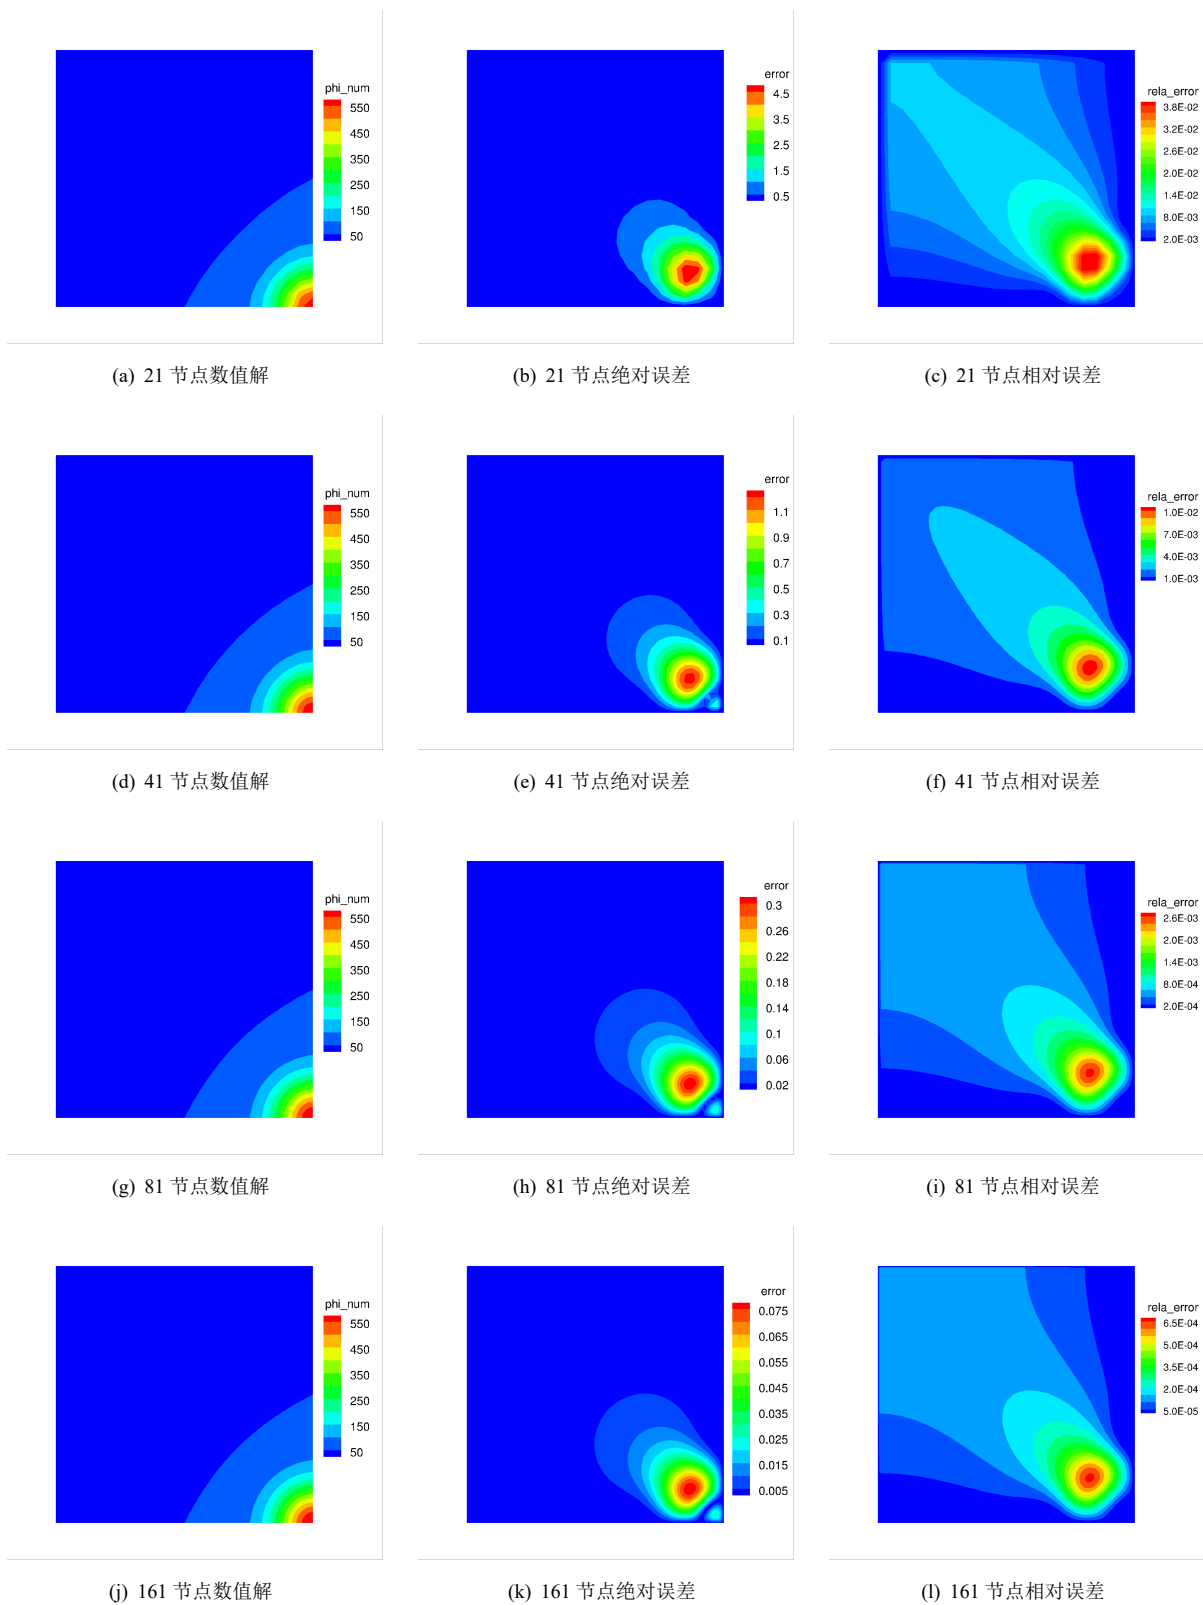 phi_num
550
450
350
250
150
50
error
4.5
3.5
2.5
1.5
0.5
rela_error
3.8E-02
3.2E-02
2.6E-02
2.0E-02
1.4E-02
8.0E-03
2.0E-03
(a) 21 节点数值解
(b) 21 节点绝对误差
(c) 21 节点相对误差
phi_num
550
450
350
250
150
50
error
1.1
0.9
0.7
0.5
0.3
0.1
rela_error
1.0E-02
7.0E-03
4.0E-03
1.0E-03
(d) 41 节点数值解
(e) 41 节点绝对误差
(f) 41 节点相对误差
phi_num
550
450
350
250
150
50
error
0.3
0.26
0.22
0.18
0.14
0.1
0.06
0.02
rela_error
2.6E-03
2.0E-03
1.4E-03
8.0E-04
2.0E-04
(g) 81 节点数值解
(h) 81 节点绝对误差
(i) 81 节点相对误差
phi_num
550
450
350
250
150
50
error
0.075
0.065
0.055
0.045
0.035
0.025
0.015
0.005
rela_error
6.5E-04
5.0E-04
3.5E-04
2.0E-04
5.0E-05
(j) 161 节点数值解
(k) 161 节点绝对误差
(l) 161 节点相对误差